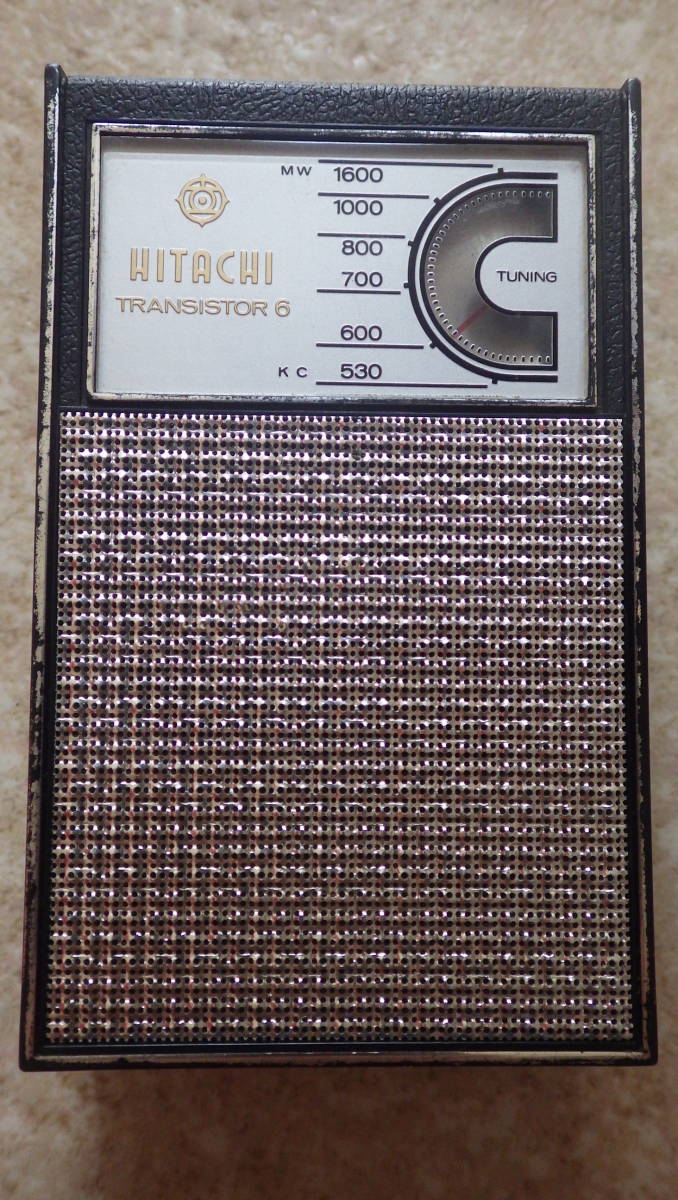 HITACHI
TRANSISTOR 6
MW 1600
1000
800
700
600
KC 530
TUNING